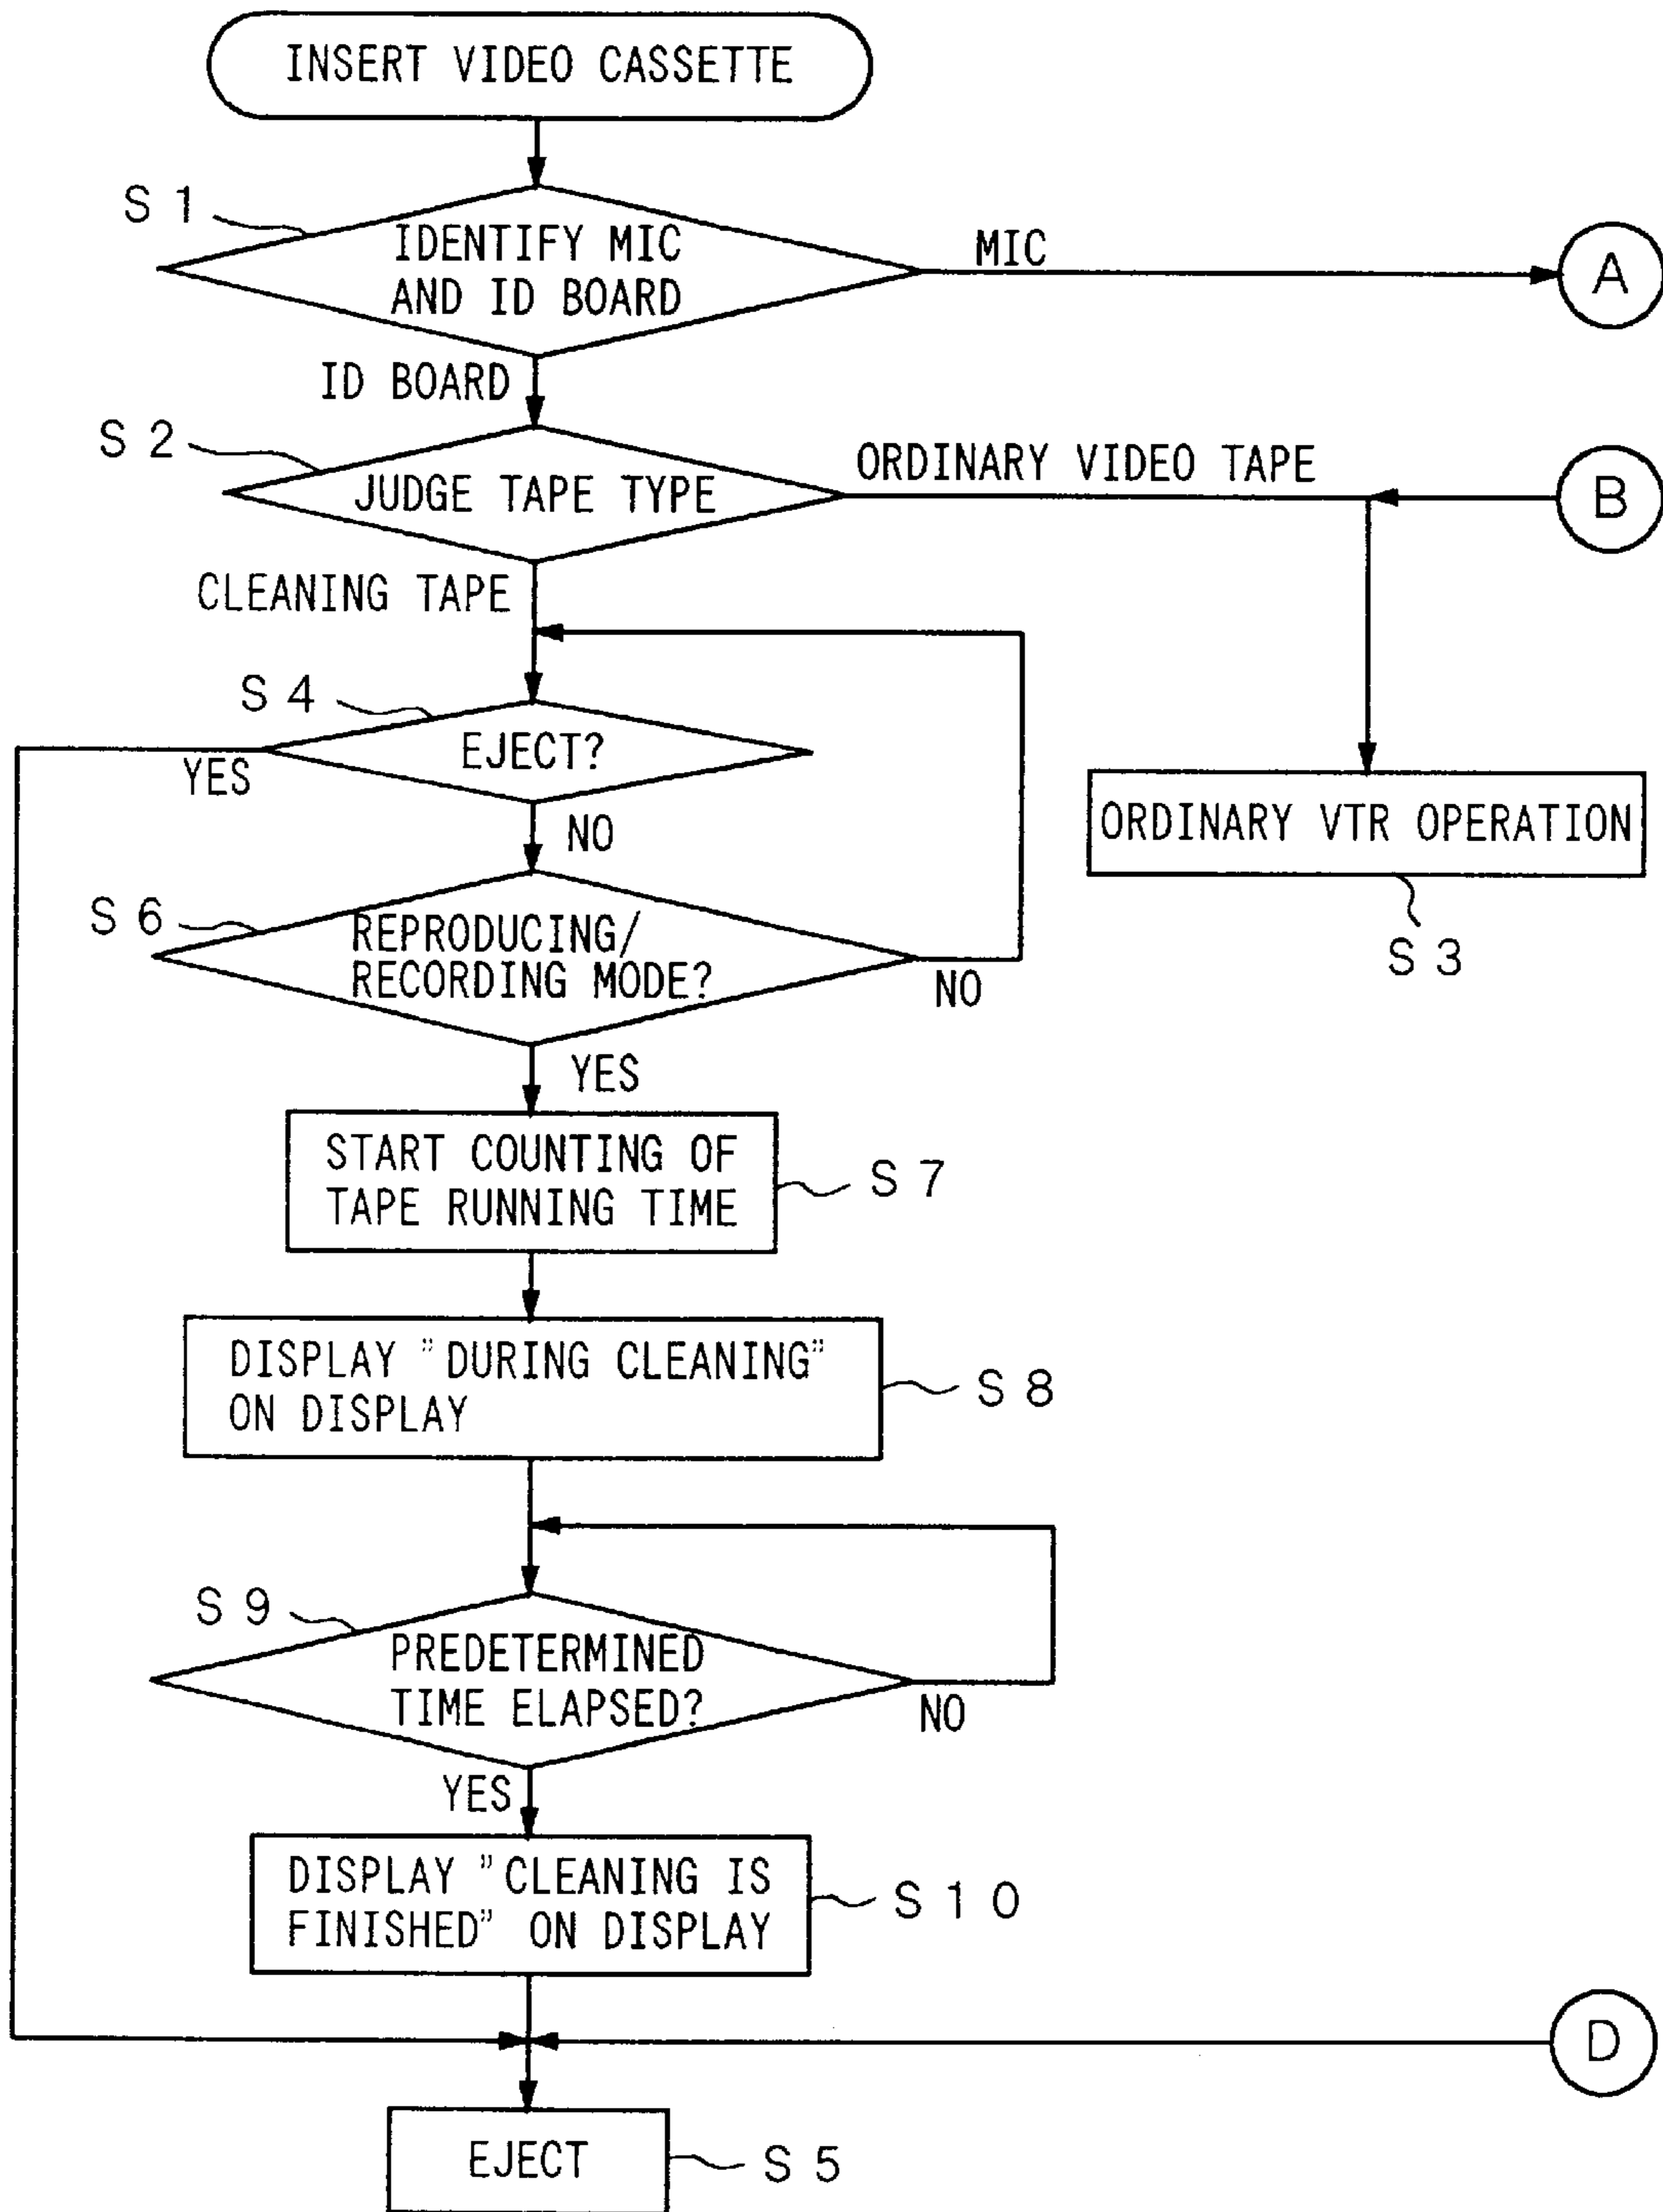 INSERT VIDEO CASSETTE
S 1
IDENTIFY MIC
AND ID BOARD
MIC
A
ID BOARD
S 2
JUDGE TAPE TYPE
ORDINARY VIDEO TAPE
B
CLEANING TAPE
S 4
EJECT?
YES
NO
ORDINARY VTR OPERATION
S 3
S 6
REPRODUCING/
RECORDING MODE?
NO
YES
START COUNTING OF
TAPE RUNNING TIME
S 7
DISPLAY "DURING CLEANING"
ON DISPLAY
S 8
S 9
PREDETERMINED
TIME ELAPSED?
NO
YES
DISPLAY "CLEANING IS
FINISHED" ON DISPLAY
S 1 0
D
EJECT
S 5